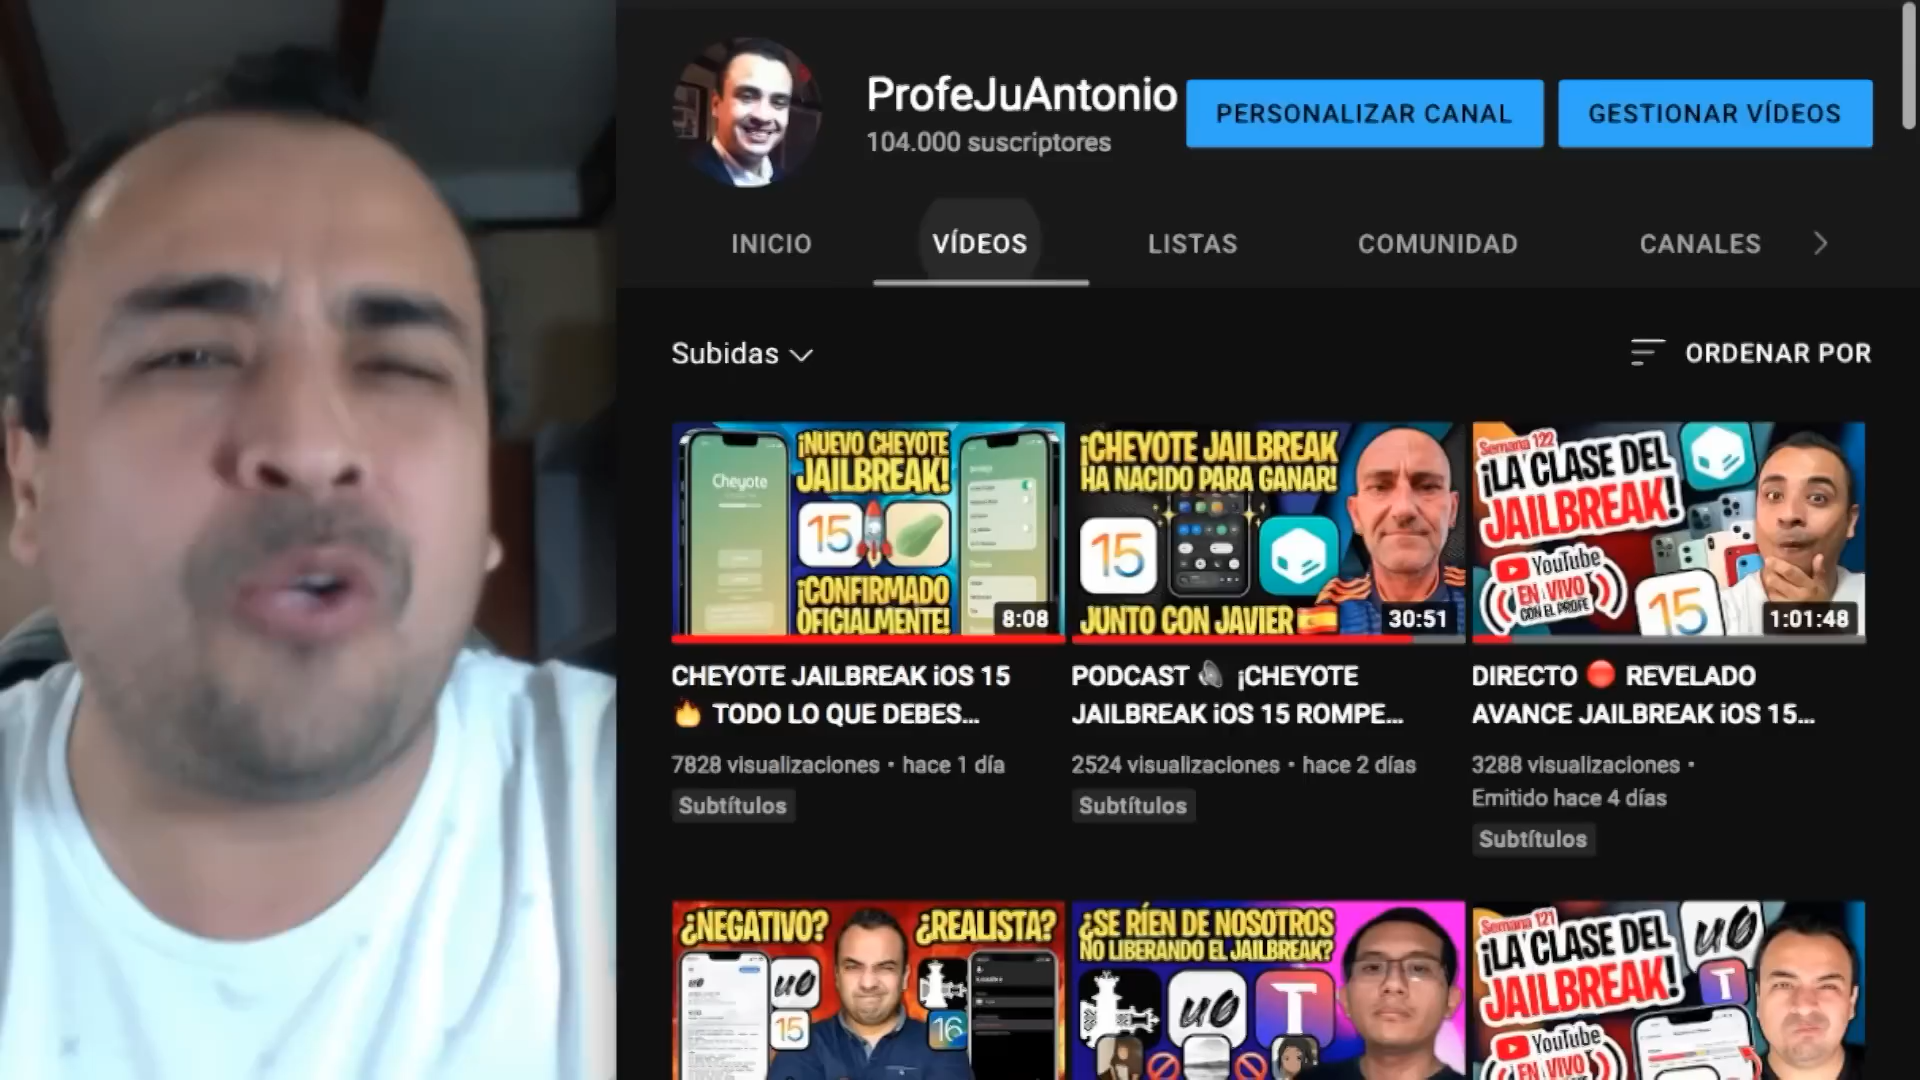 ProfeJuAntonio
104.000 suscriptores
PERSONALIZAR CANAL
GESTIONAR VÍDEOS
INICIO
VÍDEOS
LISTAS
COMUNIDAD
CANALES
Subidas
ORDENAR POR
Cheyote
¡NUEVO CHEYOTE
JAILBREAK!
15
¡CONFIRMADO
OFICIALMENTE!
8:08
CHEYOTE JAILBREAK iOS 15
🔥 TODO LO QUE DEBES...
7828 visualizaciones • hace 1 día
Subtítulos
¡CHEYOTE JAILBREAK
HA NACIDO PARA GANAR!
15
JUNTO CON JAVIER
30:51
PODCAST 🔊 ¡CHEYOTE
JAILBREAK iOS 15 ROMPE...
2524 visualizaciones • hace 2 días
Subtítulos
Semana 122
¡LA CLASE DEL
JAILBREAK!
YouTube
EN VIVO
CON EL PROFE
15
1:01:48
DIRECTO 🔴 REVELADO
AVANCE JAILBREAK iOS 15...
3288 visualizaciones •
Emitido hace 4 días
Subtítulos
¿NEGATIVO?
¿REALISTA?
u0
u0
15
16
¿SE RÍEN DE NOSOTROS
NO LIBERANDO EL JAILBREAK?
u0
T
Semana 121
¡LA CLASE DEL
JAILBREAK!
YouTube
EN VIVO
u0
T